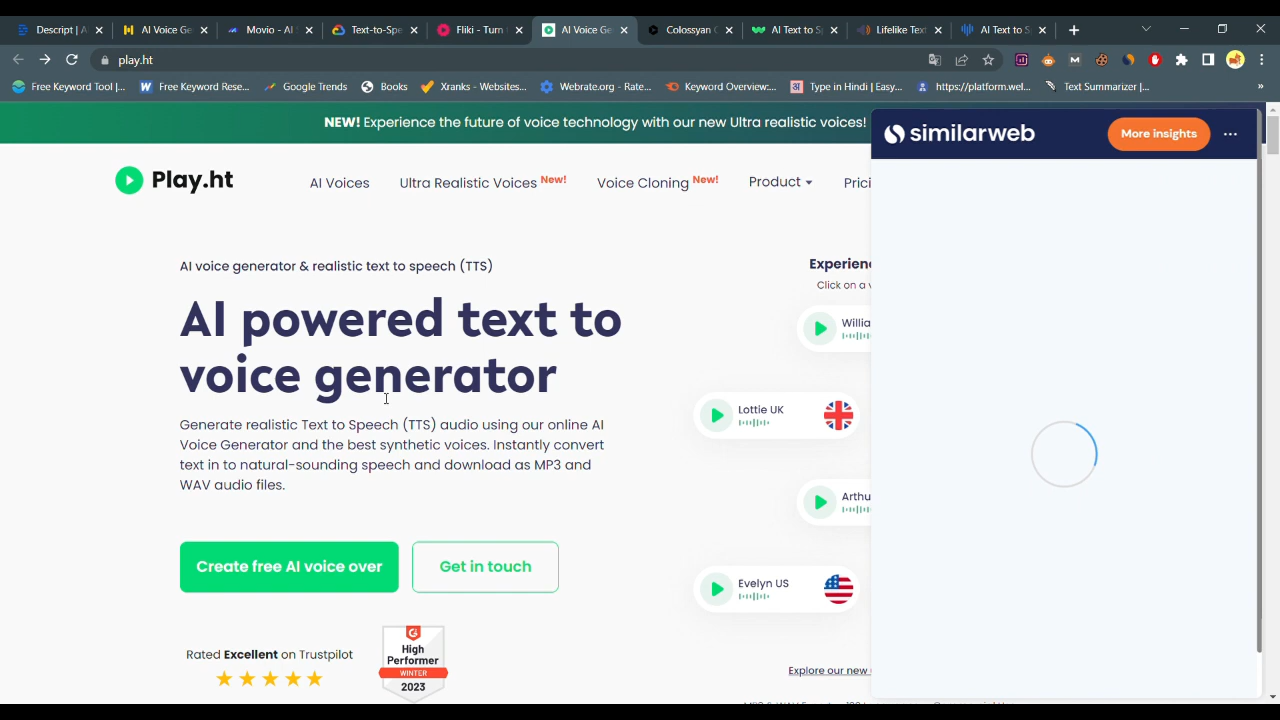 Descript | A
AI Voice Ge
Movio - AI
Text-to-Spe
Fliki - Turn
AI Voice Ge
Colossyan C
AI Text to S
Lifelike Text
AI Text to S
play.ht
Free Keyword Tool |...
Free Keyword Rese...
Google Trends
Books
Xranks - Websites...
Webrate.org - Rate...
Keyword Overview:...
Type in Hindi | Easy...
https://platform.wel...
Text Summarizer |...
»
NEW! Experience the future of voice technology with our new Ultra realistic voices!
similarweb
More insights
Play.ht
AI Voices
Ultra Realistic Voices New!
Voice Cloning New!
Product
Prici
AI voice generator & realistic text to speech (TTS)
AI powered text to
voice generator
Generate realistic Text to Speech (TTS) audio using our online AI
Voice Generator and the best synthetic voices. Instantly convert
text in to natural-sounding speech and download as MP3 and
WAV audio files.
Create free AI voice over
Get in touch
Rated Excellent on Trustpilot
High
Performer
WINTER
2023
Experienc
Click on a v
Willia
Lottie UK
Arthu
Evelyn US
Explore our new